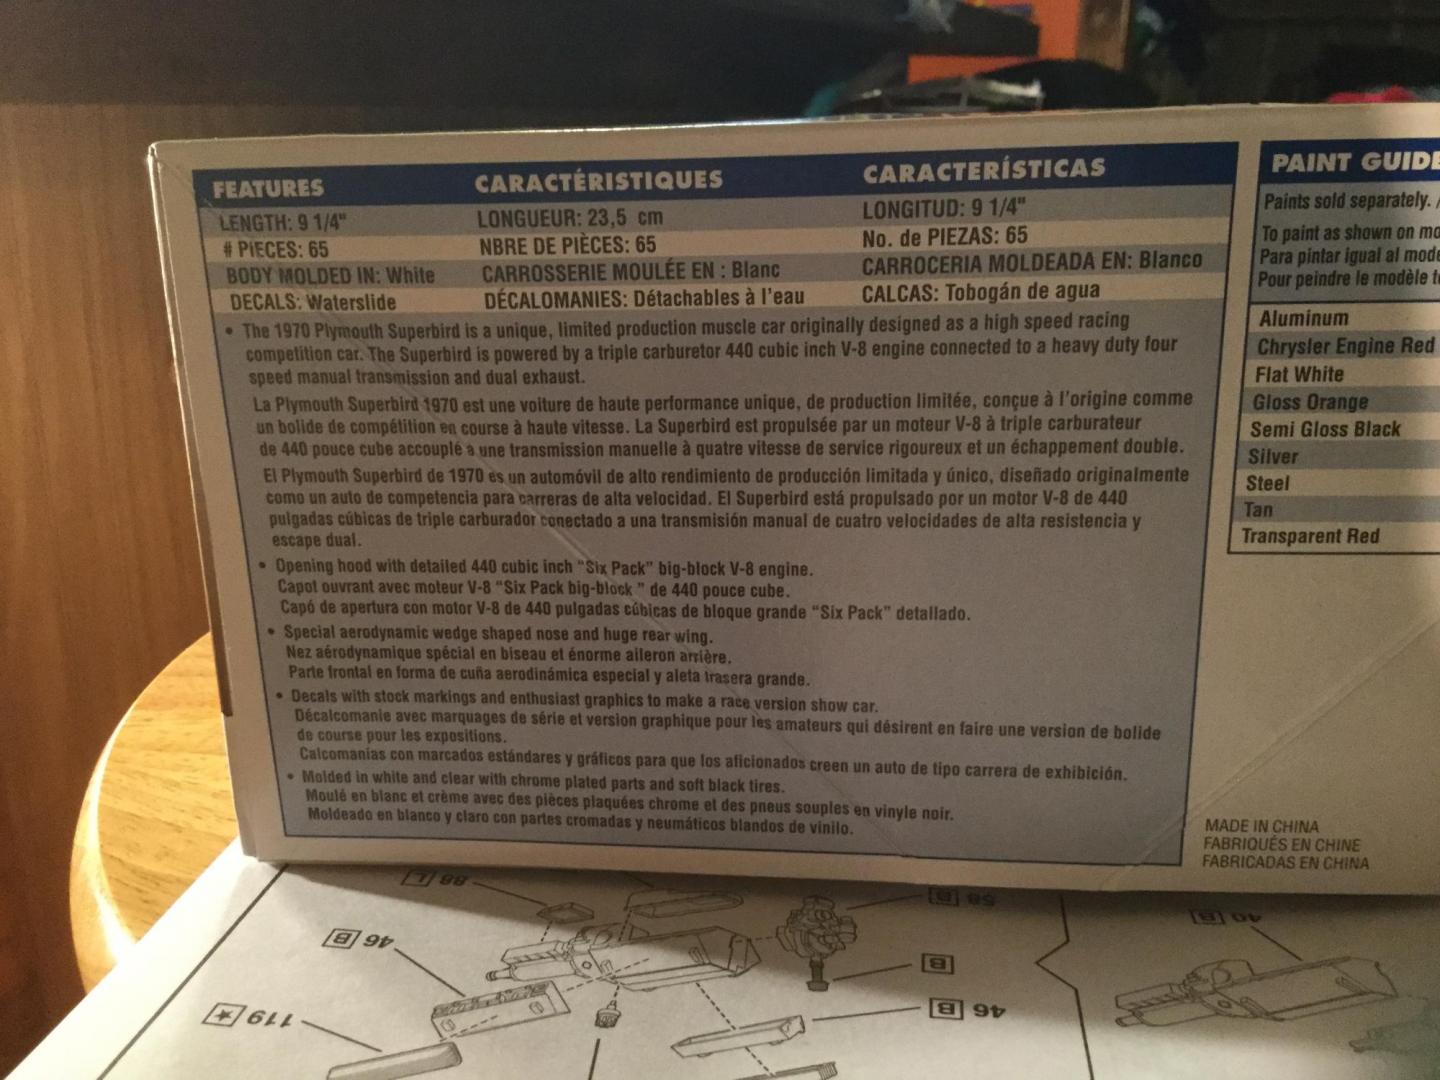 FEATURES CARACTÉRISTIQUES CARACTERÍSTICAS
LENGTH: 9 1/4" LONGUEUR: 23,5 cm LONGITUD: 9 1/4"
# PIECES: 65 NBRE DE PIÈCES: 65 No. de PIEZAS: 65
BODY MOLDED IN: White CARROSSERIE MOULÉE EN : Blanc CARROCERIA MOLDEADA EN: Blanco
DECALS: Waterslide DÉCALOMANIES: Détachables à l'eau CALCAS: Tobogán de agua
• The 1970 Plymouth Superbird is a unique, limited production muscle car originally designed as a high speed racing
competition car. The Superbird is powered by a triple carburetor 440 cubic inch V-8 engine connected to a heavy duty four
speed manual transmission and dual exhaust.
La Plymouth Superbird 1970 est une voiture de haute performance unique, de production limitée, conçue à l'origine comme
un bolide de compétition en course à haute vitesse. La Superbird est propulsée par un moteur V-8 à triple carburateur
de 440 pouce cube accouplé a une transmission manuelle à quatre vitesse de service rigoureux et un échappement double.
El Plymouth Superbird de 1970 es un automóvil de alto rendimiento de producción limitada y único, diseñado originalmente
como un auto de competencia para carreras de alta velocidad. El Superbird está propulsado por un motor V-8 de 440
pulgadas cúbicas de triple carburador conectado a una transmisión manual de cuatro velocidades de alta resistencia y
escape dual.
• Opening hood with detailed 440 cubic inch "Six Pack" big-block V-8 engine.
Capot ouvrant avec moteur V-8 "Six Pack big-block " de 440 pouce cube.
Capó de apertura con motor V-8 de 440 pulgadas cúbicas de bloque grande "Six Pack" detallado.
• Special aerodynamic wedge shaped nose and huge rear wing.
Nez aérodynamique spécial en biseau et énorme aileron arrière.
Parte frontal en forma de cuña aerodinámica especial y aleta trasera grande.
• Decals with stock markings and enthusiast graphics to make a race version show car.
Décalcomanie avec marquages de série et version graphique pour les amateurs qui désirent en faire une version de bolide
de course pour les expositions.
Calcomanías con marcados estándares y gráficos para que los aficionados creen un auto de tipo carrera de exhibición.
• Molded in white and clear with chrome plated parts and soft black tires.
Moulé en blanc et crème avec des pièces plaquées chrome et des pneus souples en vinyle noir.
Moldeado en blanco y claro con partes cromadas y neumáticos blandos de vinilo.
PAINT GUIDE
Paints sold separately. /
To paint as shown on
Para pintar igual al
Pour peindre le modèle
Aluminum
Chrysler Engine Red
Flat White
Gloss Orange
Semi Gloss Black
Silver
Steel
Tan
Transparent Red
MADE IN CHINA
FABRIQUÉS EN CHINE
FABRICADAS EN CHINA
88 L
46 B
119
B
46 B
40 B